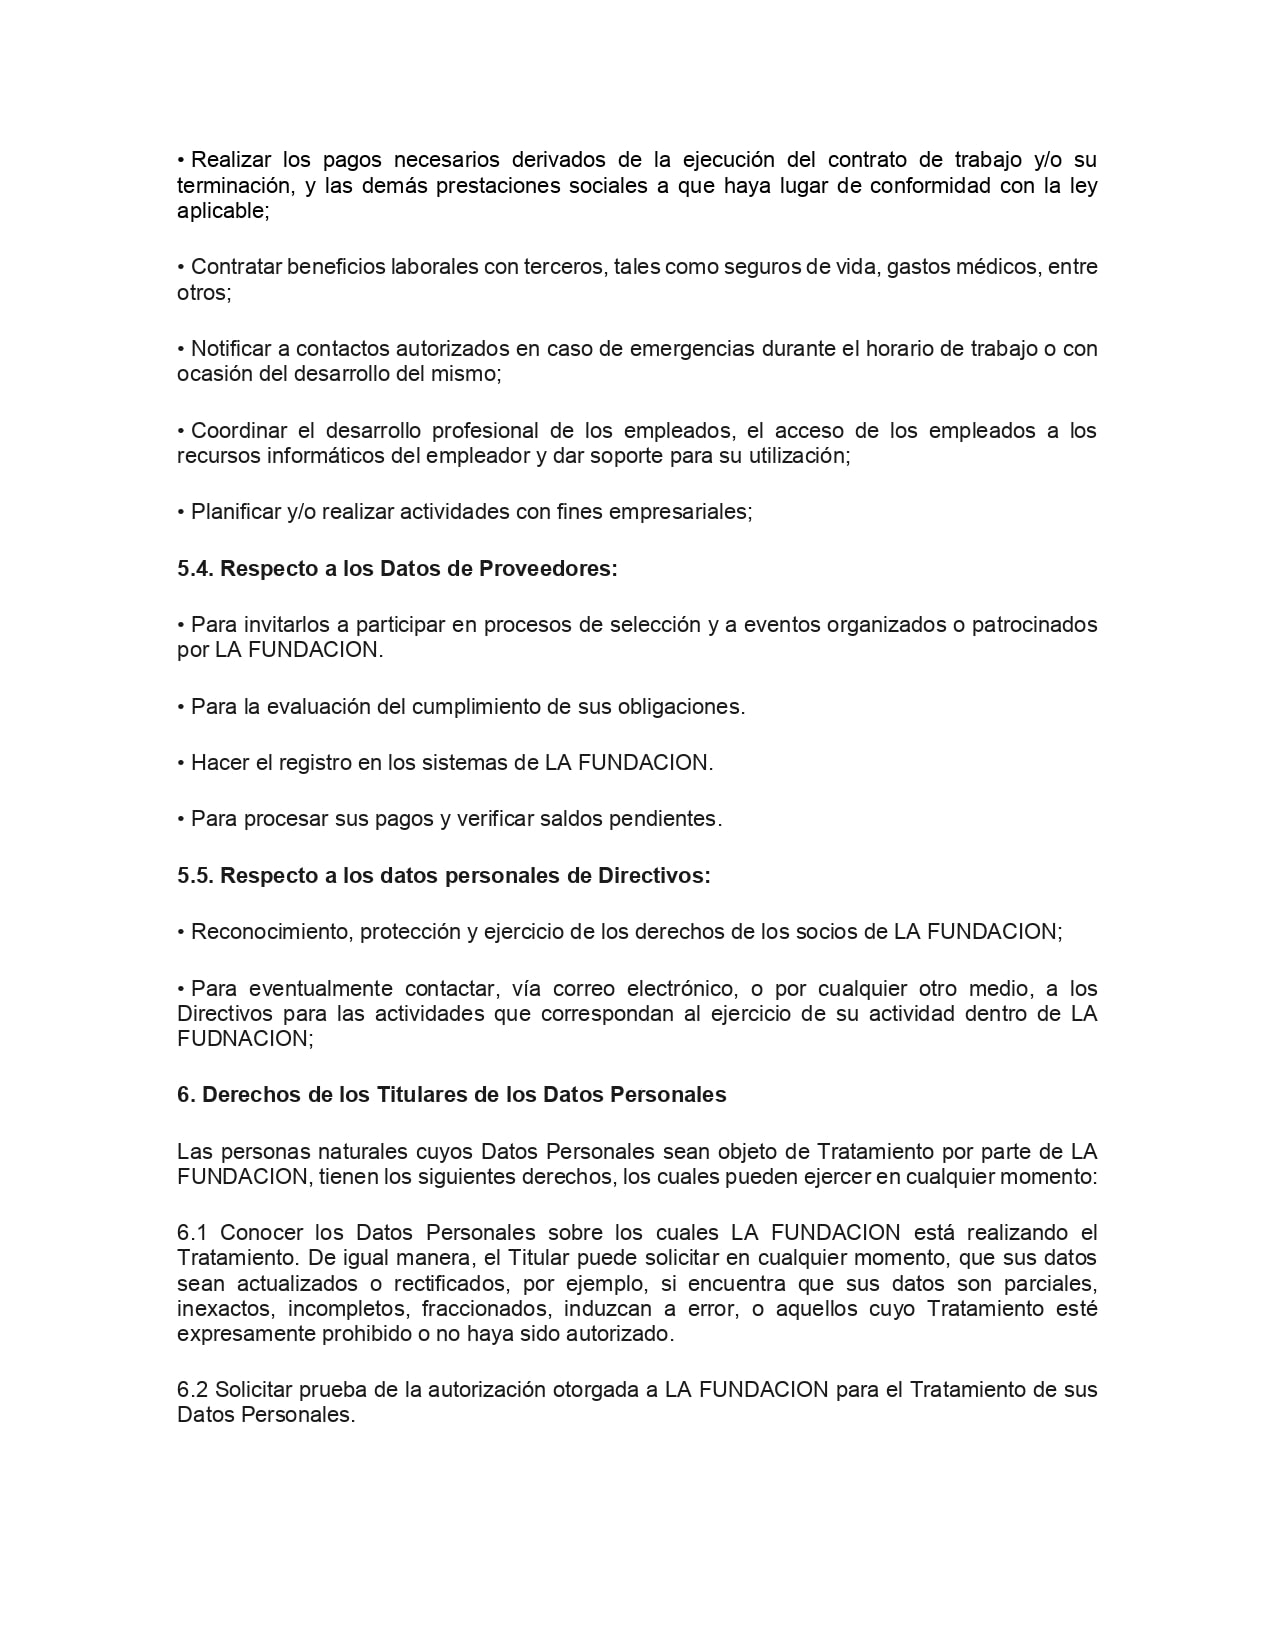 • Realizar los pagos necesarios derivados de la ejecución del contrato de trabajo y/o su
terminación, y las demás prestaciones sociales a que haya lugar de conformidad con la ley
aplicable;
• Contratar beneficios laborales con terceros, tales como seguros de vida, gastos médicos, entre
otros;
• Notificar a contactos autorizados en caso de emergencias durante el horario de trabajo o con
ocasión del desarrollo del mismo;
• Coordinar el desarrollo profesional de los empleados, el acceso de los empleados a los
recursos informáticos del empleador y dar soporte para su utilización;
• Planificar y/o realizar actividades con fines empresariales;
5.4. Respecto a los Datos de Proveedores:
• Para invitarlos a participar en procesos de selección y a eventos organizados o patrocinados
por LA FUNDACION.
• Para la evaluación del cumplimiento de sus obligaciones.
• Hacer el registro en los sistemas de LA FUNDACION.
• Para procesar sus pagos y verificar saldos pendientes.
5.5. Respecto a los datos personales de Directivos:
• Reconocimiento, protección y ejercicio de los derechos de los socios de LA FUNDACION;
• Para eventualmente contactar, vía correo electrónico, o por cualquier otro medio, a los
Directivos para las actividades que correspondan al ejercicio de su actividad dentro de LA
FUDNACION;
6. Derechos de los Titulares de los Datos Personales
Las personas naturales cuyos Datos Personales sean objeto de Tratamiento por parte de LA
FUNDACION, tienen los siguientes derechos, los cuales pueden ejercer en cualquier momento:
6.1 Conocer los Datos Personales sobre los cuales LA FUNDACION está realizando el
Tratamiento. De igual manera, el Titular puede solicitar en cualquier momento, que sus datos
sean actualizados o rectificados, por ejemplo, si encuentra que sus datos son parciales,
inexactos, incompletos, fraccionados, induzcan a error, o aquellos cuyo Tratamiento esté
expresamente prohibido o no haya sido autorizado.
6.2 Solicitar prueba de la autorización otorgada a LA FUNDACION para el Tratamiento de sus
Datos Personales.